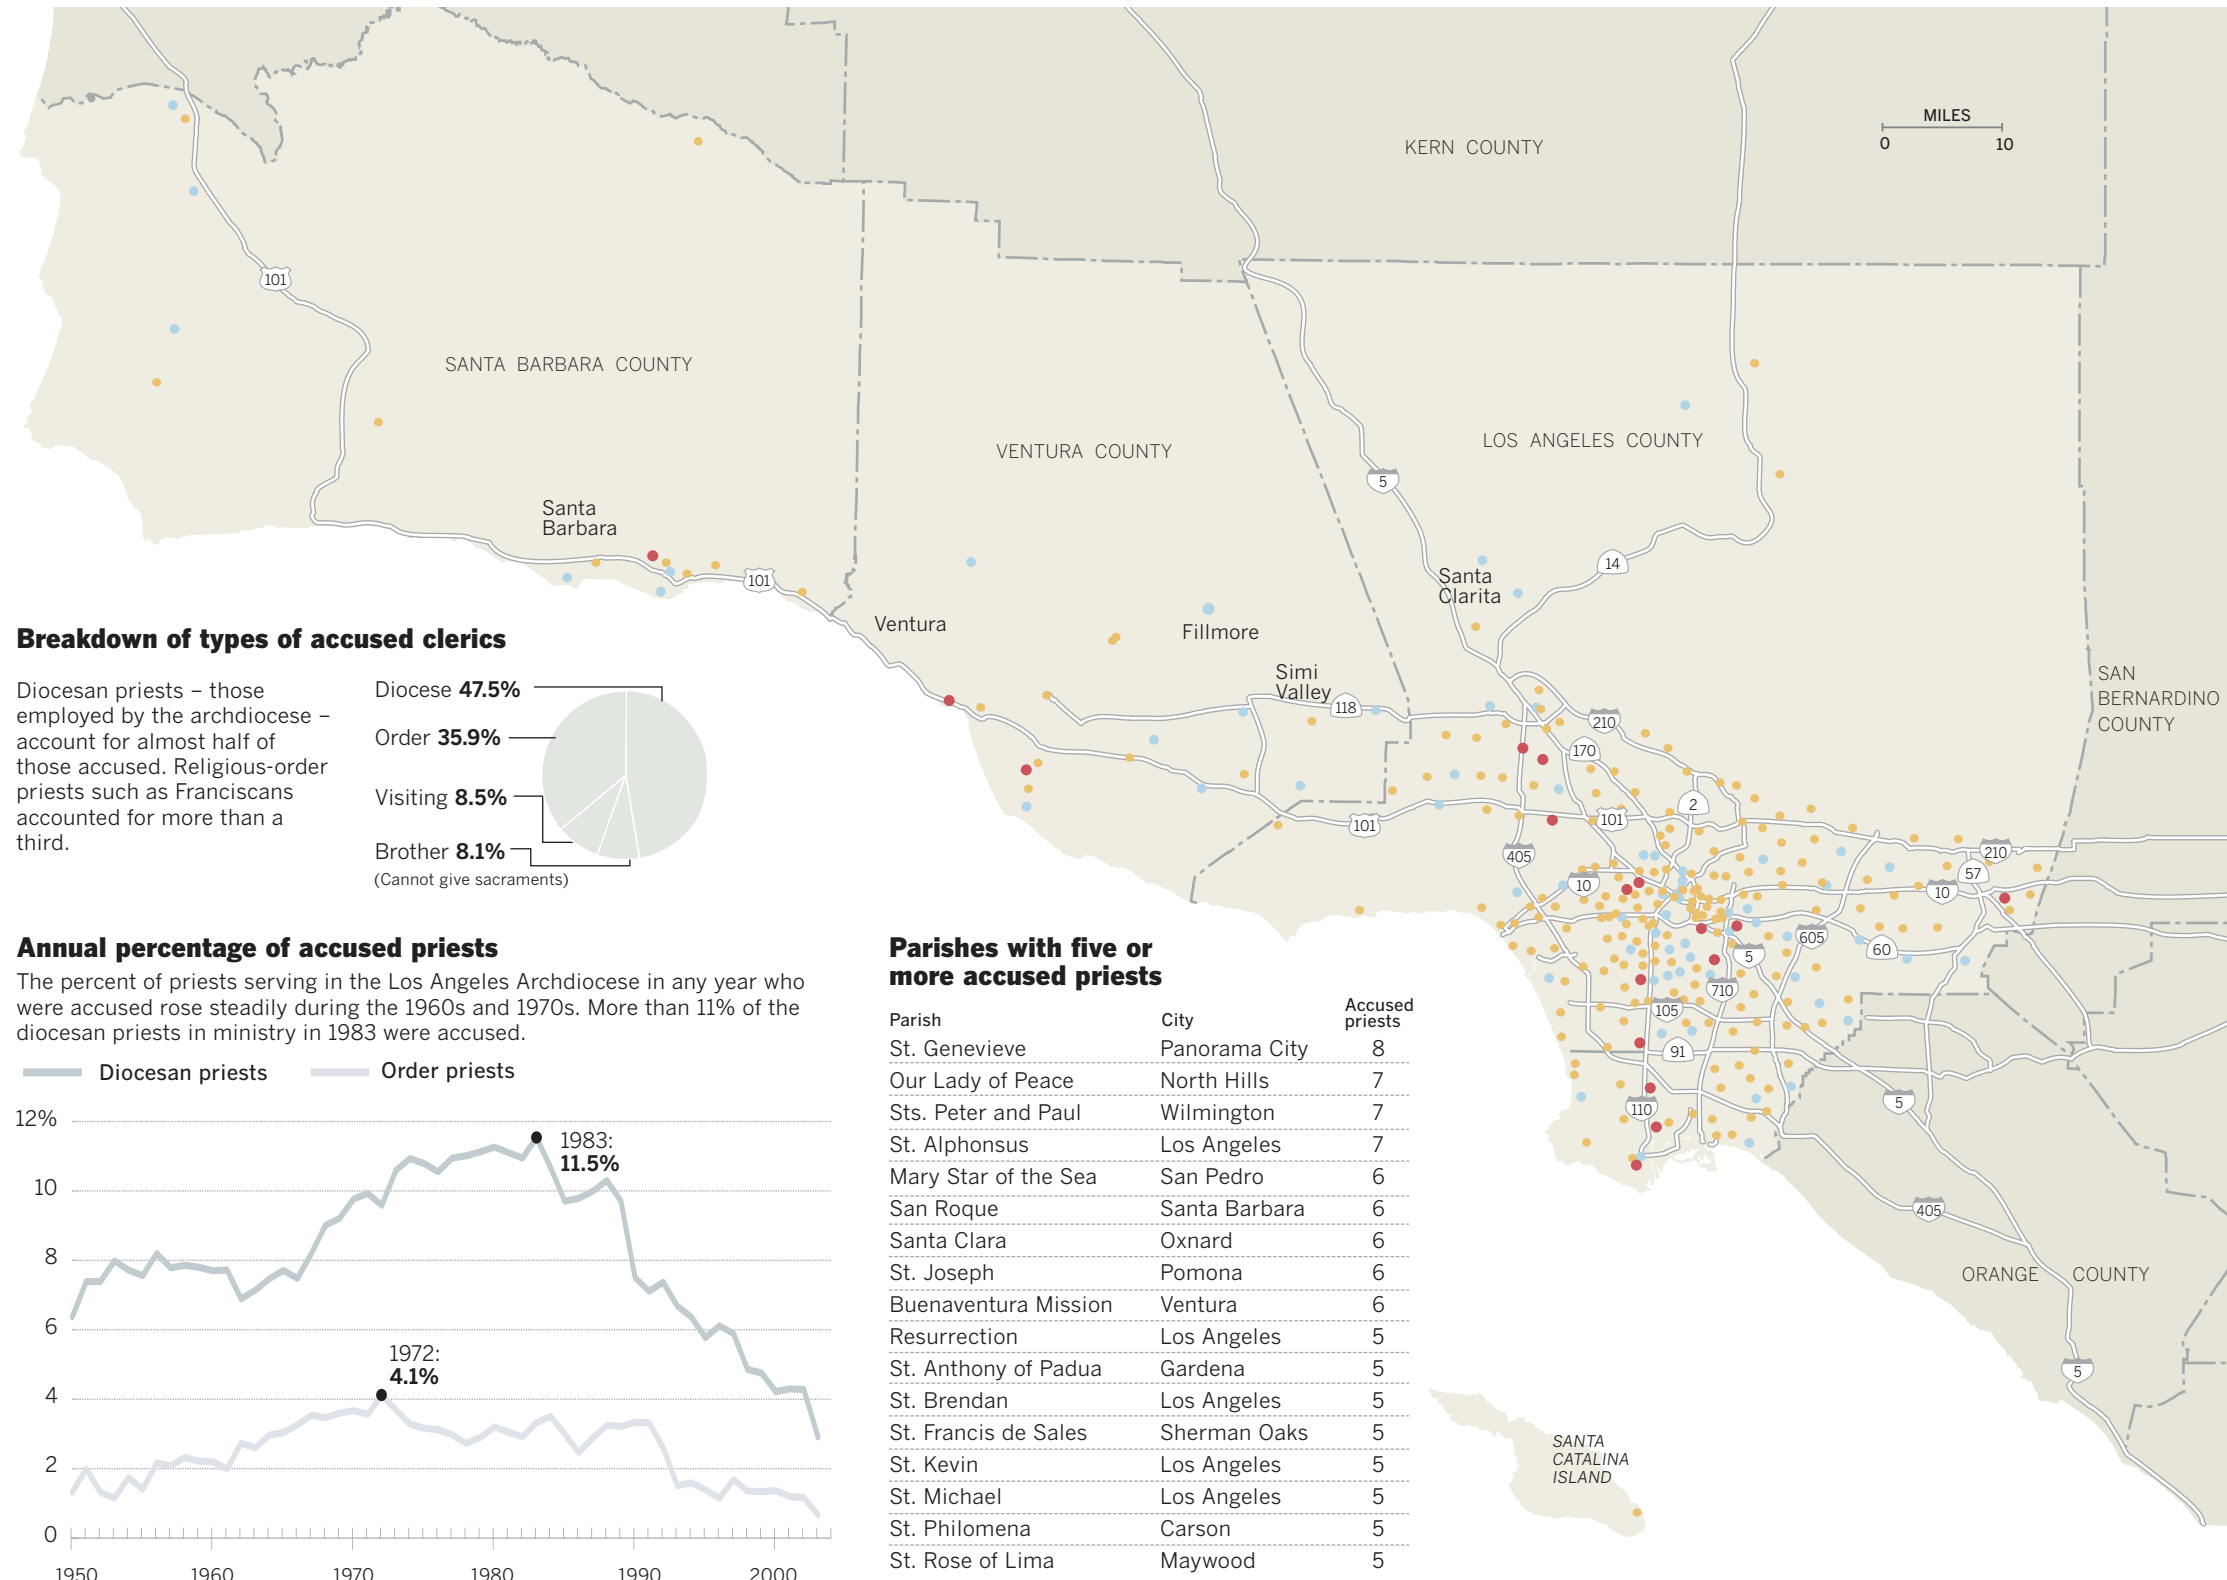 MILES
0 10
KERN COUNTY
101
SANTA BARBARA COUNTY
VENTURA COUNTY
LOS ANGELES COUNTY
5
Santa
Barbara
101
14
Santa
Clarita
Ventura
Fillmore
Simi
Valley
118
210
170
SAN
BERNARDINO
COUNTY
2
101
101
405
210
57
10
10
605
60
5
710
105
91
110
5
405
ORANGE COUNTY
5
SANTA
CATALINA
ISLAND
Breakdown of types of accused clerics
Diocesan priests – those
employed by the archdiocese –
account for almost half of
those accused. Religious-order
priests such as Franciscans
accounted for more than a
third.
Diocese 47.5%
Order 35.9%
Visiting 8.5%
Brother 8.1%
(Cannot give sacraments)
Annual percentage of accused priests
The percent of priests serving in the Los Angeles Archdiocese in any year who
were accused rose steadily during the 1960s and 1970s. More than 11% of the
diocesan priests in ministry in 1983 were accused.
Diocesan priests Order priests
12%
10
8
6
4
2
0
1983:
11.5%
1972:
4.1%
1950 1960 1970 1980 1990 2000
Parishes with five or
more accused priests
Parish City Accused priests
St. Genevieve Panorama City 8
Our Lady of Peace North Hills 7
Sts. Peter and Paul Wilmington 7
St. Alphonsus Los Angeles 7
Mary Star of the Sea San Pedro 6
San Roque Santa Barbara 6
Santa Clara Oxnard 6
St. Joseph Pomona 6
Buenaventura Mission Ventura 6
Resurrection Los Angeles 5
St. Anthony of Padua Gardena 5
St. Brendan Los Angeles 5
St. Francis de Sales Sherman Oaks 5
St. Kevin Los Angeles 5
St. Michael Los Angeles 5
St. Philomena Carson 5
St. Rose of Lima Maywood 5